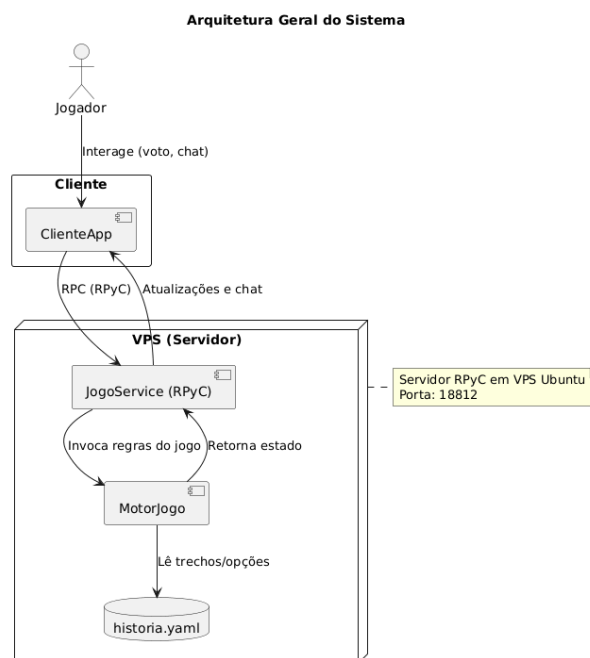 Arquitetura Geral do Sistema
Jogador
Interage (voto, chat)
Cliente
ClienteApp
RPC (RPyC)
Atualizações e chat
VPS (Servidor)
JogoService (RPyC)
Servidor RPyC em VPS Ubuntu
Porta: 18812
Invoca regras do jogo
Retorna estado
MotorJogo
Lê trechos/opções
historia.yaml